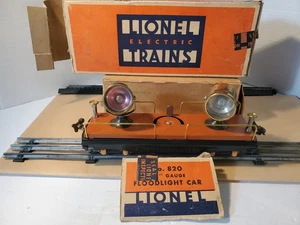 LIONEL
ELECTRIC
TRAINS
No. 820
GAUGE
FLOODLIGHT CAR
LIONEL